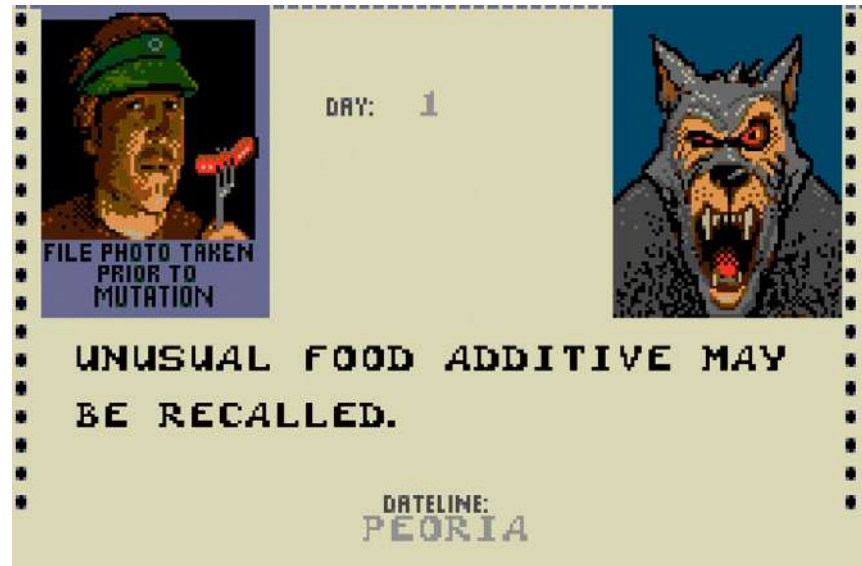 DAY: 1
FILE PHOTO TAKEN
PRIOR TO
MUTATION
UNUSUAL FOOD ADDITIVE MAY
BE RECALLED.
DATELINE:
PEORIA